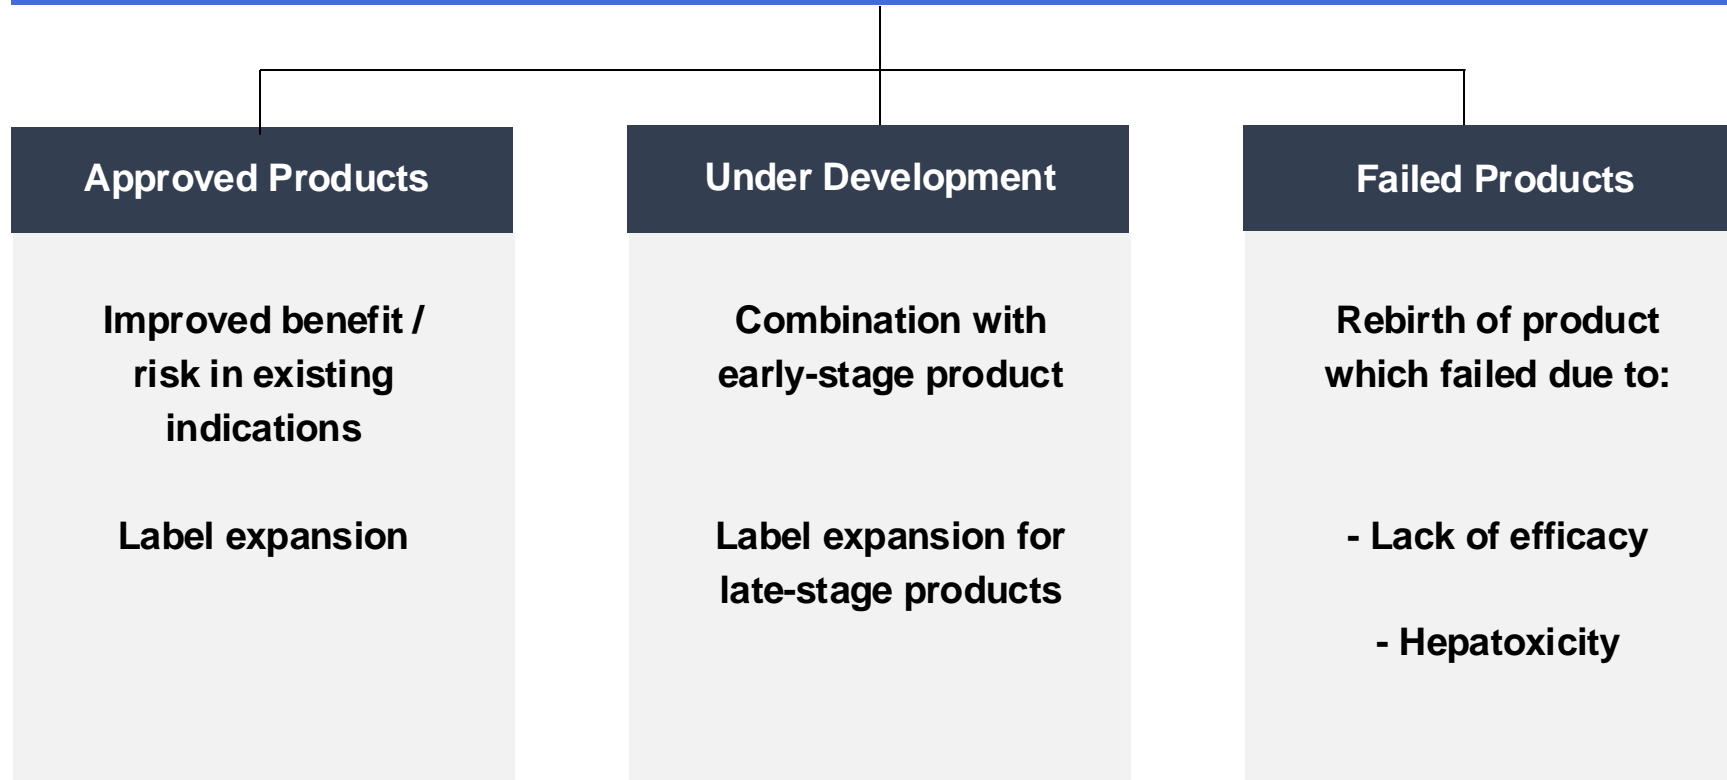 Approved Products
Improved benefit /
risk in existing
indications
Label expansion
Under Development
Combination with
early-stage product
Label expansion for
late-stage products
Failed Products
Rebirth of product
which failed due to:
- Lack of efficacy
- Hepatoxicity